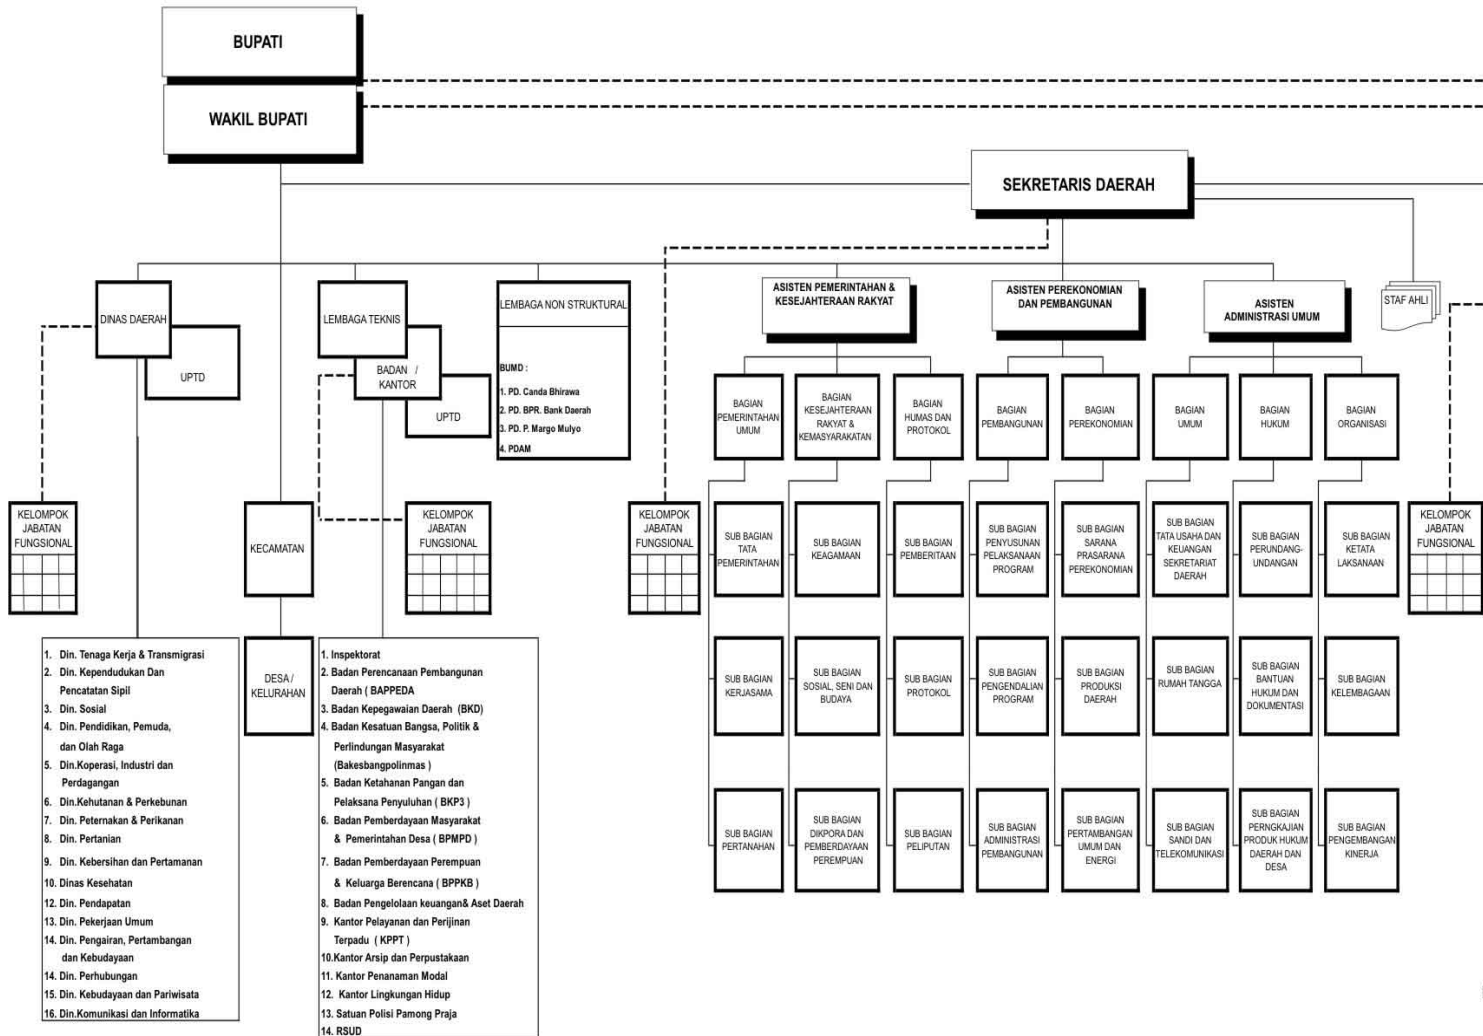 BUPATI
WAKIL BUPATI
SEKRETARIS DAERAH
STAF AHLI
DINAS DAERAH
UPTD
LEMBAGA TEKNIS
BADAN /
KANTOR
UPTD
LEMBAGA NON STRUKTURAL
BUMD :
1. PD. Canda Bhirawa
2. PD. BPR. Bank Daerah
3. PD. P. Margo Mulyo
4. PDAM
ASISTEN PEMERINTAHAN &
KESEJAHTERAAN RAKYAT
ASISTEN PEREKONOMIAN
DAN PEMBANGUNAN
ASISTEN
ADMINISTRASI UMUM
BAGIAN
PEMERINTAHAN
UMUM
BAGIAN
KESEJAHTERAAN
RAKYAT &
KEMASYARAKATAN
BAGIAN
HUMAS DAN
PROTOKOL
BAGIAN
PEMBANGUNAN
BAGIAN
PEREKONOMIAN
BAGIAN
UMUM
BAGIAN
HUKUM
BAGIAN
ORGANISASI
KELOMPOK
JABATAN
FUNGSIONAL
KECAMATAN
KELOMPOK
JABATAN
FUNGSIONAL
KELOMPOK
JABATAN
FUNGSIONAL
SUB BAGIAN
TATA
PEMERINTAHAN
SUB BAGIAN
KEAGAMAAN
SUB BAGIAN
PEMBERITAAN
SUB BAGIAN
PENYUSUNAN
PELAKSANAAN
PROGRAM
SUB BAGIAN
SARANA
PRASARANA
PEREKONOMIAN
SUB BAGIAN
TATA USAHA DAN
KEUANGAN
SEKRETARIAT
DAERAH
SUB BAGIAN
PERUNDANG-
UNDANGAN
SUB BAGIAN
KETATA
LAKSANAAN
KELOMPOK
JABATAN
FUNGSIONAL
1. Din. Tenaga Kerja & Transmigrasi
2. Din. Kependudukan Dan
Pencatatan Sipil
3. Din. Sosial
4. Din. Pendidikan, Pemuda,
dan Olah Raga
5. Din.Koperasi, Industri dan
Perdagangan
6. Din.Kehutanan & Perkebunan
7. Din. Peternakan & Perikanan
8. Din. Pertanian
9. Din. Kebersihan dan Pertamanan
10. Dinas Kesehatan
12. Din. Pendapatan
13. Din. Pekerjaan Umum
14. Din. Pengairan, Pertambangan
dan Kebudayaan
14. Din. Perhubungan
15. Din. Kebudayaan dan Pariwisata
16. Din.Komunikasi dan Informatika
DESA /
KELURAHAN
1. Inspektorat
2. Badan Perencanaan Pembangunan
Daerah ( BAPPEDA
3. Badan Kepegawaian Daerah (BKD)
4. Badan Kesatuan Bangsa, Politik &
Perlindungan Masyarakat
(Bakesbangpolinmas )
5. Badan Ketahanan Pangan dan
Pelaksana Penyuluhan ( BKP3 )
6. Badan Pemberdayaan Masyarakat
& Pemerintahan Desa ( BPMPD )
7. Badan Pemberdayaan Perempuan
& Keluarga Berencana ( BPPKB )
8. Badan Pengelolaan keuangan& Aset Daerah
9. Kantor Pelayanan dan Perijinan
Terpadu ( KPPT )
10.Kantor Arsip dan Perpustakaan
11. Kantor Penanaman Modal
12. Kantor Lingkungan Hidup
13. Satuan Polisi Pamong Praja
14. RSUD
SUB BAGIAN
KERJASAMA
SUB BAGIAN
SOSIAL, SENI DAN
BUDAYA
SUB BAGIAN
PROTOKOL
SUB BAGIAN
PENGENDALIAN
PROGRAM
SUB BAGIAN
PRODUKSI
DAERAH
SUB BAGIAN
RUMAH TANGGA
SUB BAGIAN
BANTUAN
HUKUM DAN
DOKUMENTASI
SUB BAGIAN
KELEMBAGAAN
SUB BAGIAN
PERTANAHAN
SUB BAGIAN
DIKPORA DAN
PEMBERDAYAAN
PEREMPUAN
SUB BAGIAN
PELIPUTAN
SUB BAGIAN
ADMINISTRASI
PEMBANGUNAN
SUB BAGIAN
PERTAMBANGAN
UMUM DAN
ENERGI
SUB BAGIAN
SANDI DAN
TELEKOMUNIKASI
SUB BAGIAN
PERNGKAJIAN
PRODUK HUKUM
DAERAH DAN
DESA
SUB BAGIAN
PENGEMBANGAN
KINERJA